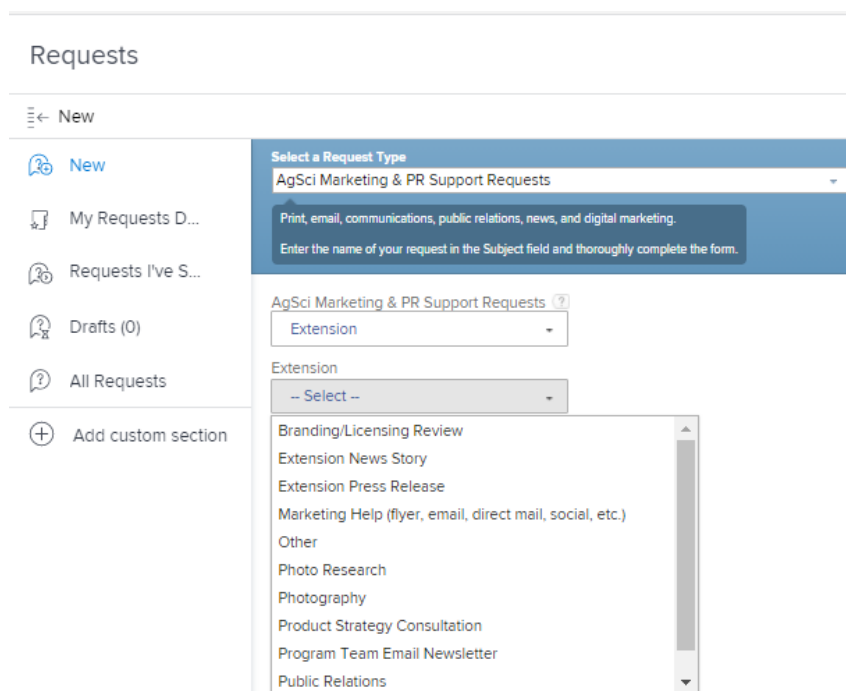 Requests
New
New
My Requests D...
Requests I've S...
Drafts (0)
All Requests
Add custom section
Select a Request Type
AgSci Marketing & PR Support Requests
Print, email, communications, public relations, news, and digital marketing.
Enter the name of your request in the Subject field and thoroughly complete the form.
AgSci Marketing & PR Support Requests ?
Extension
Extension
-- Select --
Branding/Licensing Review
Extension News Story
Extension Press Release
Marketing Help (flyer, email, direct mail, social, etc.)
Other
Photo Research
Photography
Product Strategy Consultation
Program Team Email Newsletter
Public Relations